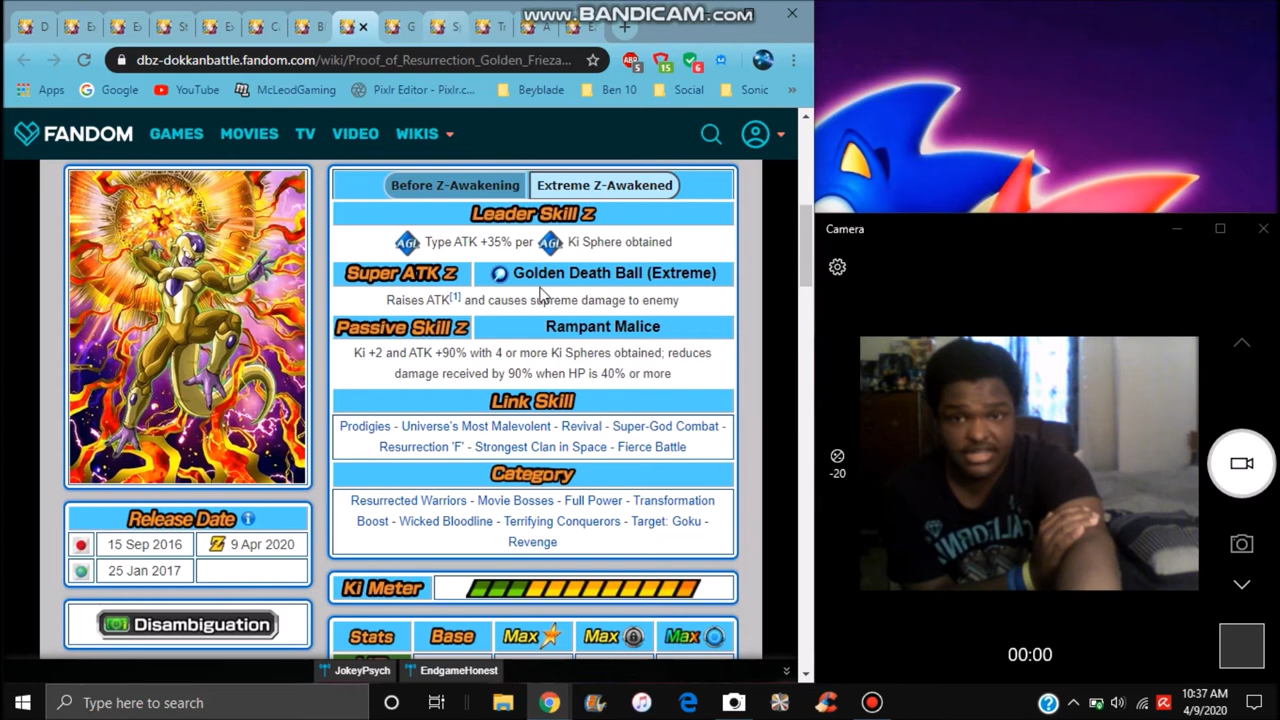 www.BANDICAM.com
D
E
E
St
E
C
B
G
S
T
A
E
dbz-dokkanbattle.fandom.com/wiki/Proof_of_Resurrection_Golden_Frieza...
ABP
5
15
6
Apps
Google
YouTube
McLeodGaming
Pixlr Editor - Pixlr.c...
Beyblade
Ben 10
Social
Sonic
»
FANDOM
GAMES
MOVIES
TV
VIDEO
WIKIS
Before Z-Awakening
Extreme Z-Awakened
Leader Skill Z
AGL Type ATK +35% per AGL Ki Sphere obtained
Super ATK Z
Golden Death Ball (Extreme)
Raises ATK[1] and causes supreme damage to enemy
Passive Skill Z
Rampant Malice
Ki +2 and ATK +90% with 4 or more Ki Spheres obtained; reduces
damage received by 90% when HP is 40% or more
Link Skill
Prodigies - Universe's Most Malevolent - Revival - Super-God Combat -
Resurrection 'F' - Strongest Clan in Space - Fierce Battle
Category
Resurrected Warriors - Movie Bosses - Full Power - Transformation
Boost - Wicked Bloodline - Terrifying Conquerors - Target: Goku -
Revenge
Release Date
15 Sep 2016
Z 9 Apr 2020
25 Jan 2017
Disambiguation
Ki Meter
Stats
Base
Max
Max
Max
JokeyPsych
EndgameHonest
Camera
-20
00:00
Type here to search
10:37 AM
4/9/2020